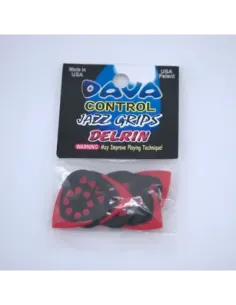 Made in
USA
USA
Patent
DAVA
CONTROL
JAZZ GRIPS
DELRIN
WARNING May Improve Playing Technique!